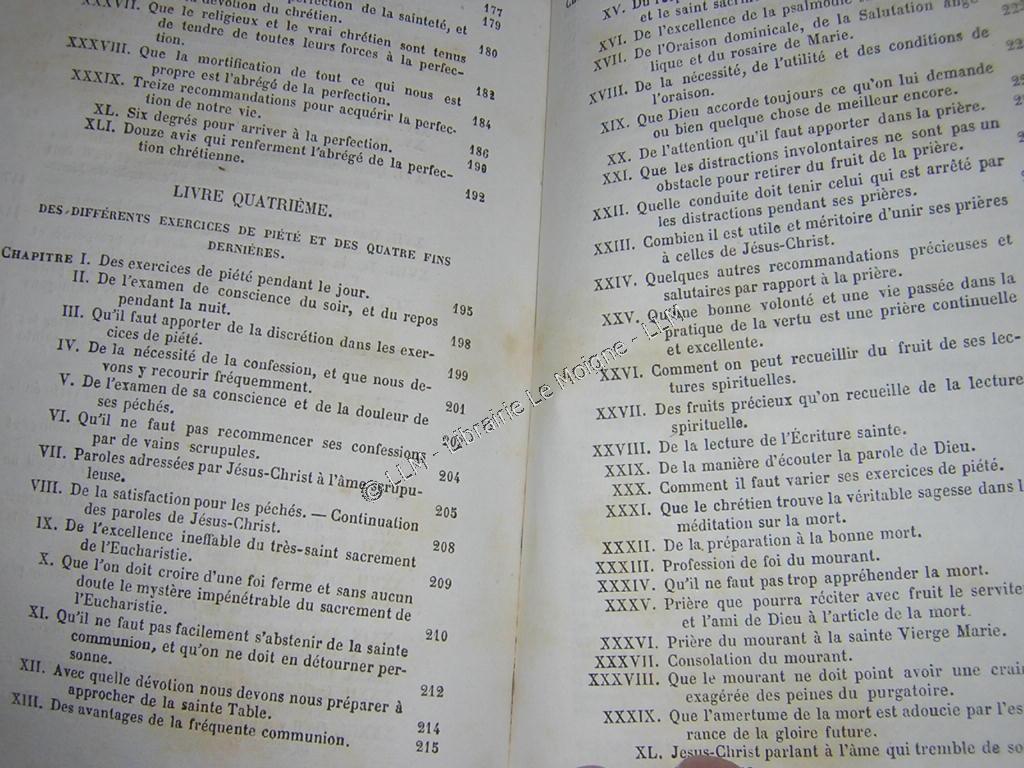 perfection de la sainteté, et
dévotion du chrétien. 177
XXXVII. Que le religieux et le vrai chrétien sont tenus 179
de tendre de toutes leurs forces à la perfec-
tion. 180
XXXVIII. Que la mortification de tout ce qui nous est
propre est l'abrégé de la perfection. 182
XXXIX. Treize recommandations pour acquérir la perfec-
tion de notre vie. 184
XL. Six degrés pour arriver à la perfection. 186
XLI. Douze avis qui renferment l'abrégé de la perfec- 190
tion chrétienne. 192
LIVRE QUATRIÈME.
DES DIFFÉRENTS EXERCICES DE PIÉTÉ ET DES QUATRE FINS
DERNIÈRES.
CHAPITRE I. Des exercices de piété pendant le jour. 195
II. De l'examen de conscience du soir, et du repos
pendant la nuit. 198
III. Qu'il faut apporter de la discrétion dans les exer-
cices de piété. 199
IV. De la nécessité de la confession, et que nous de-
vons y recourir fréquemment. 201
V. De l'examen de sa conscience et de la douleur de
ses péchés.
VI. Qu'il ne faut pas recommencer ses confessions
par de vains scrupules. 204
VII. Paroles adressées par Jésus-Christ à l'âme scrupu-
leuse. 205
VIII. De la satisfaction pour les péchés. — Continuation
des paroles de Jésus-Christ. 208
IX. De l'excellence ineffable du très-saint sacrement
de l'Eucharistie. 209
X. Que l'on doit croire d'une foi ferme et sans aucun
doute le mystère impénétrable du sacrement de
l'Eucharistie. 210
XI. Qu'il ne faut pas facilement s'abstenir de la sainte
communion, et qu'on ne doit en détourner per-
sonne. 212
XII. Avec quelle dévotion nous devons nous préparer à
approcher de la sainte Table. 214
XIII. Des avantages de la fréquente communion. 215
XV. Du
et le saint
XVI. De l'excellence de la psalmodie
XVII. De l'Oraison dominicale, de la Salutation angé-
lique et du rosaire de Marie.
XVIII. De la nécessité, de l'utilité et des conditions de
l'oraison.
XIX. Que Dieu accorde toujours ce qu'on lui demande
ou bien quelque chose de meilleur encore.
XX. De l'attention qu'il faut apporter dans la prière.
XXI. Que les distractions involontaires ne sont pas un
obstacle pour retirer du fruit de la prière.
XXII. Quelle conduite doit tenir celui qui est arrêté par
les distractions pendant ses prières.
XXIII. Combien il est utile et méritoire d'unir ses prières
à celles de Jésus-Christ.
XXIV. Quelques autres recommandations précieuses et
salutaires par rapport à la prière.
XXV. Qu'une bonne volonté et une vie passée dans la
pratique de la vertu est une prière continuelle
et excellente.
XXVI. Comment on peut recueillir du fruit de ses lec-
tures spirituelles.
XXVII. Des fruits précieux qu'on recueille de la lecture
spirituelle.
XXVIII. De la lecture de l'Écriture sainte.
XXIX. De la manière d'écouter la parole de Dieu.
XXX. Comment il faut varier ses exercices de piété.
XXXI. Que le chrétien trouve la véritable sagesse dans l
méditation sur la mort.
XXXII. De la préparation à la bonne mort.
XXXIII. Profession de foi du mourant.
XXXIV. Qu'il ne faut pas trop appréhender la mort.
XXXV. Prière que pourra réciter avec fruit le servite
et l'ami de Dieu à l'article de la mort.
XXXVI. Prière du mourant à la sainte Vierge Marie.
XXXVII. Consolation du mourant.
XXXVIII. Que le mourant ne doit point avoir une crain
exagérée des peines du purgatoire.
XXXIX. Que l'amertume de la mort est adoucie par l'es
rance de la gloire future.
XL. Jesus-Christ parlant à l'âme qui tremble de so
© LLM - Librairie Le Moigne - LLM